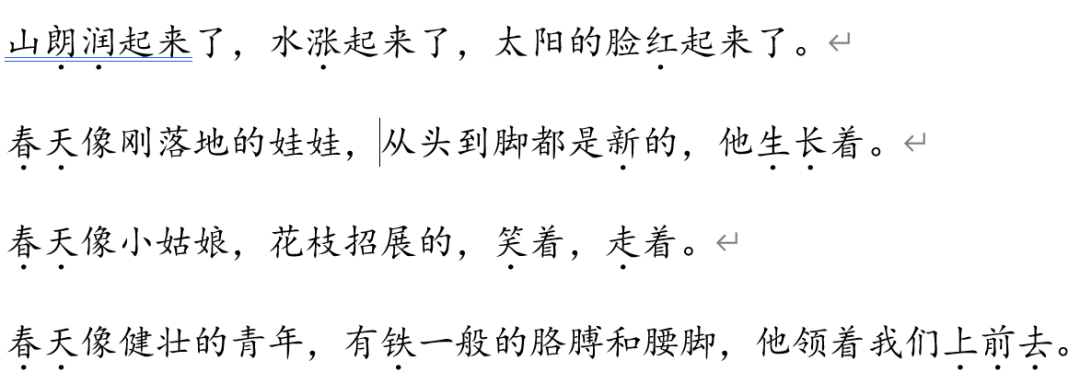 山朗润起来了，水涨起来了，太阳的脸红起来了。
春天像刚落地的娃娃，从头到脚都是新的，他生长着。
春天像小姑娘，花枝招展的，笑着，走着。
春天像健壮的青年，有铁一般的胳膊和腰脚，他领着我们上前去。